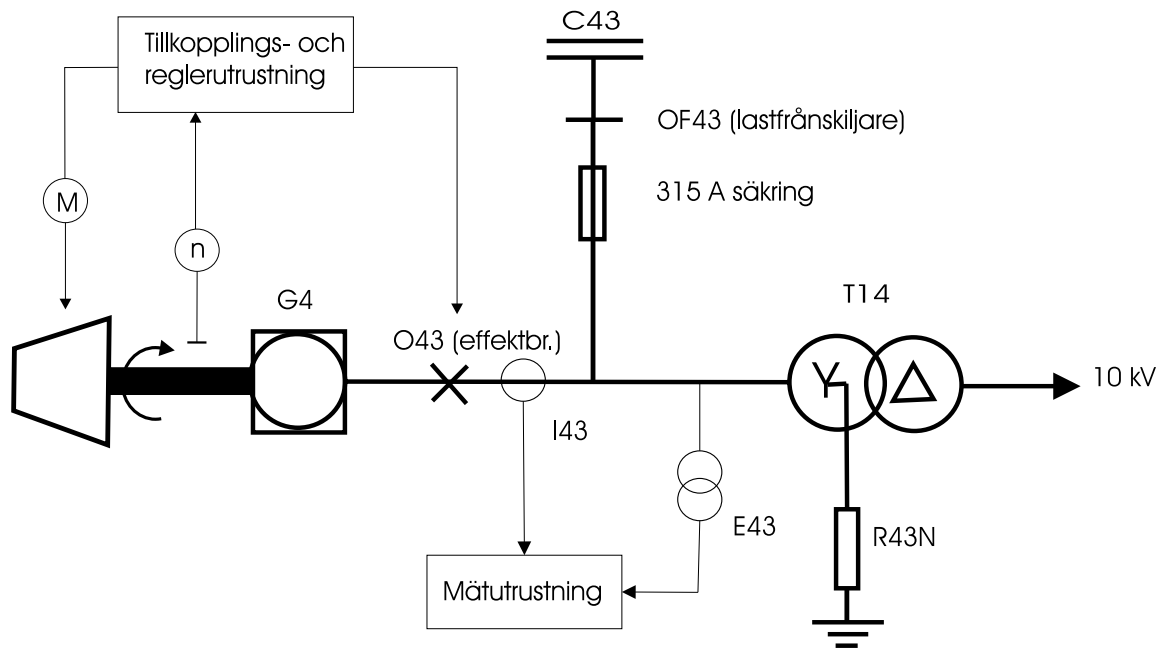 C43
Tillkopplings- och
reglerutrustning
OF43 (lastfrånskiljare)
315 A säkring
M
n
G4
T14
O43 (effektbr.)
Y
Δ
10 kV
I43
E43
R43N
Mätutrustning